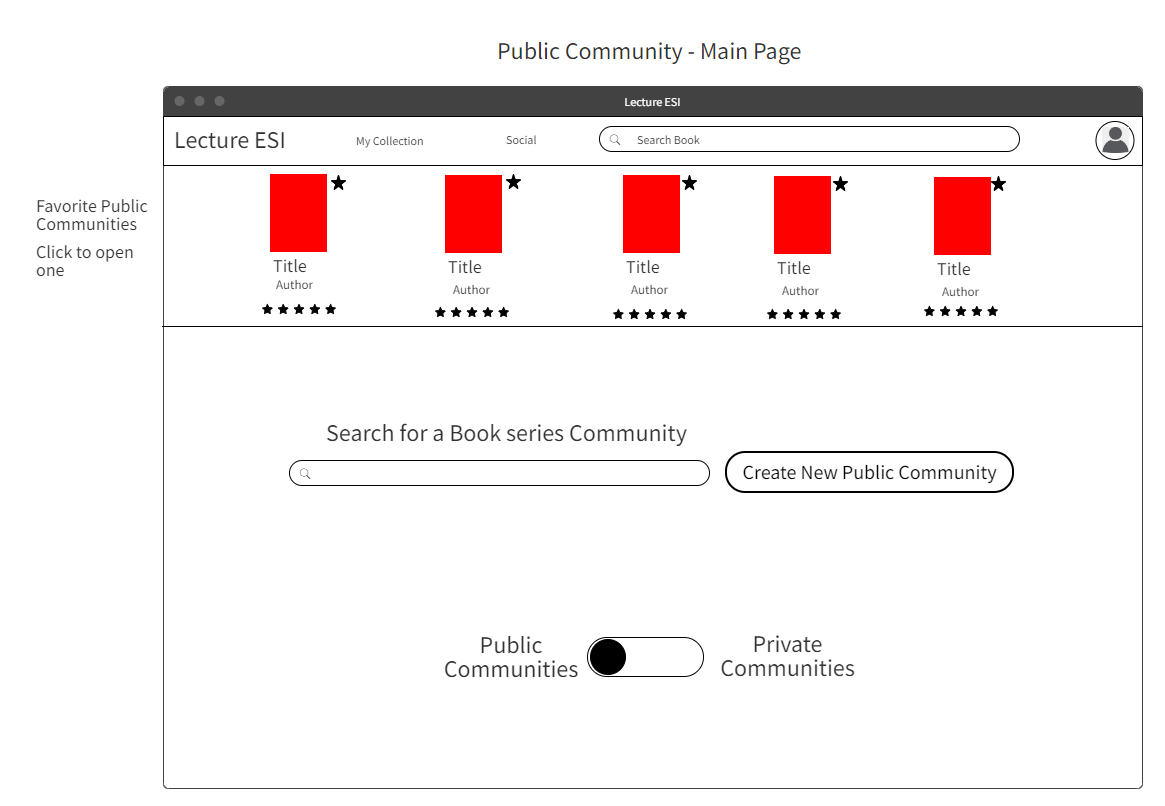 Public Community - Main Page
Lecture ESI
Lecture ESI
My Collection
Social
Search Book
Favorite Public
Communities
Click to open
one
Title
Author
Title
Author
Title
Author
Title
Author
Title
Author
Search for a Book series Community
Create New Public Community
Public
Communities
Private
Communities